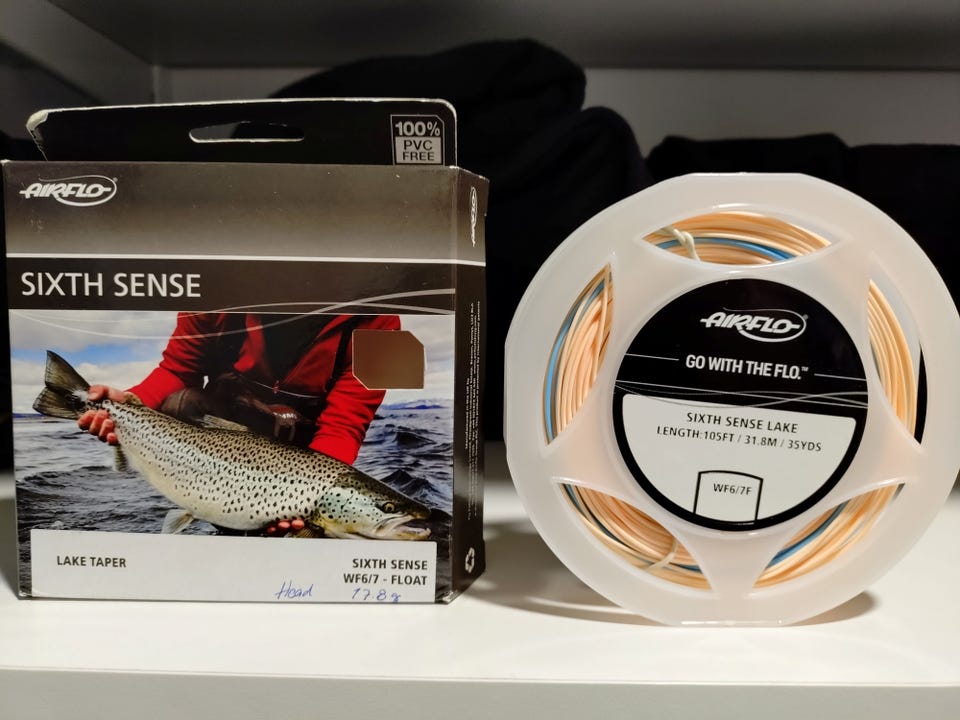 100%
PVC
FREE
AIRFLO
AIRFLO
SIXTH SENSE
LAKE TAPER
SIXTH SENSE
WF6/7 - FLOAT
Head 17.8g
AIRFLO
GO WITH THE FLO.™
SIXTH SENSE LAKE
LENGTH:105FT / 31.8M / 35YDS
WF6/7F